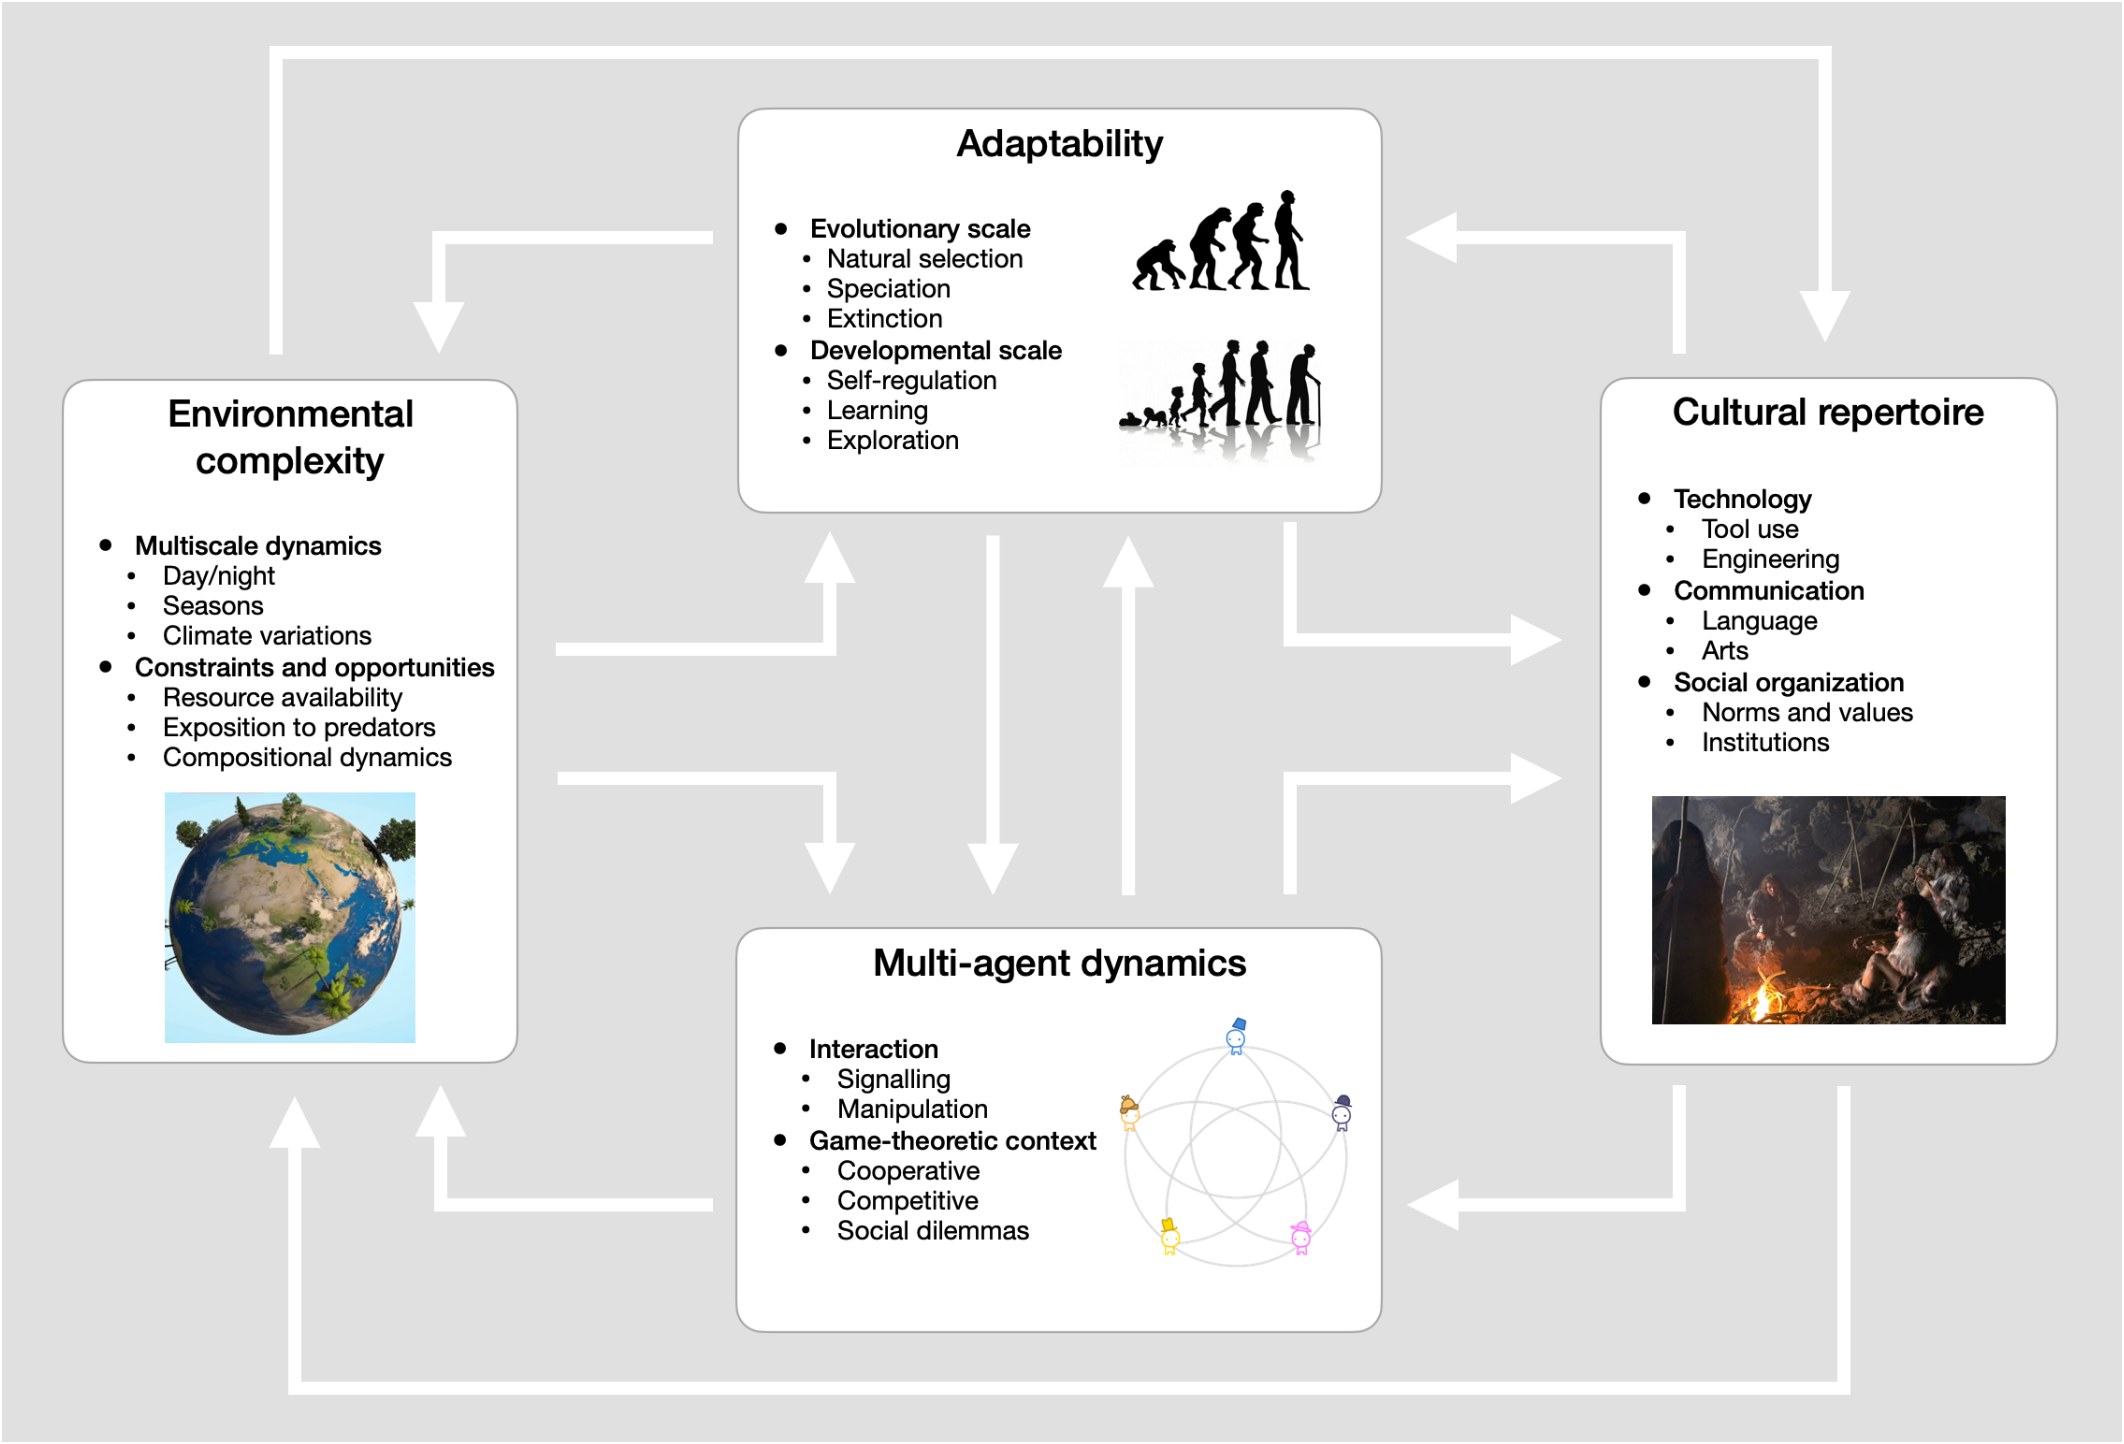 Adaptability
• Evolutionary scale
• Natural selection
• Speciation
• Extinction
• Developmental scale
• Self-regulation
• Learning
• Exploration
Environmental
complexity
• Multiscale dynamics
• Day/night
• Seasons
• Climate variations
• Constraints and opportunities
• Resource availability
• Exposition to predators
• Compositional dynamics
Cultural repertoire
• Technology
• Tool use
• Engineering
• Communication
• Language
• Arts
• Social organization
• Norms and values
• Institutions
Multi-agent dynamics
• Interaction
• Signalling
• Manipulation
• Game-theoretic context
• Cooperative
• Competitive
• Social dilemmas